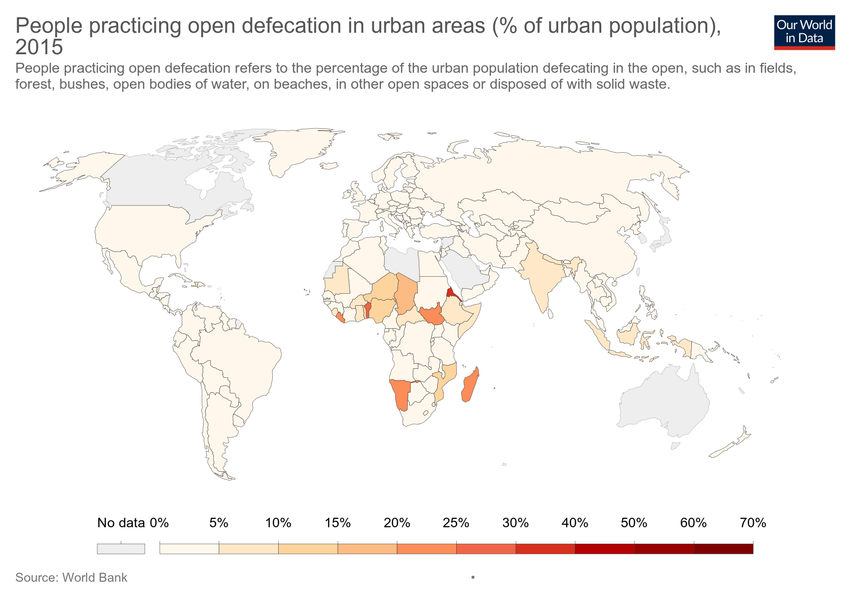 People practicing open defecation in urban areas (% of urban population),
2015
Our World
in Data
People practicing open defecation refers to the percentage of the urban population defecating in the open, such as in fields,
forest, bushes, open bodies of water, on beaches, in other open spaces or disposed of with solid waste.
No data 0% 5% 10% 15% 20% 25% 30% 40% 50% 60% 70%
Source: World Bank